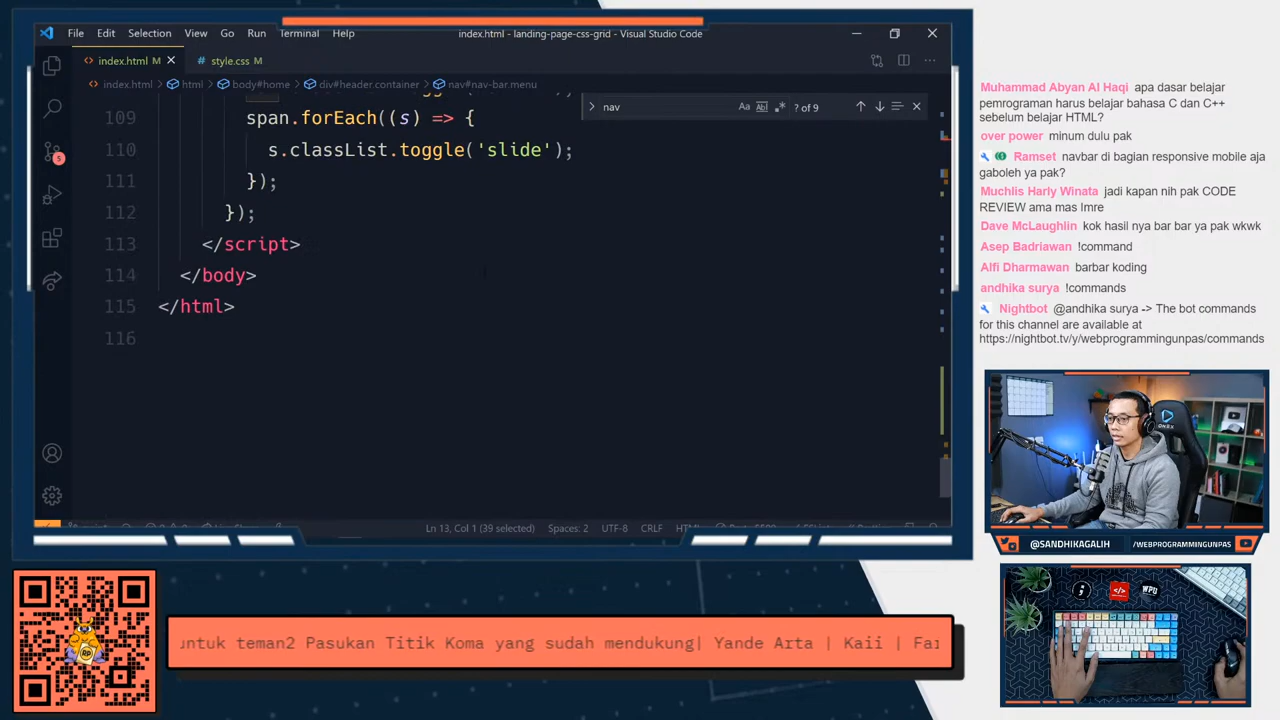 File Edit Selection View Go Run Terminal Help
index.html - landing-page-css-grid - Visual Studio Code
index.html M
# style.css M
index.html > html > body#home > div#header.container > nav#nav-bar.menu
nav
Aa
? of 9
109 span.forEach((s) => {
110 s.classList.toggle('slide');
111 });
112 });
113 </script>
114 </body>
115 </html>
116
5
Ln 13, Col 1 (39 selected) Spaces: 2 UTF-8 CRLF
Muhammad Abyan Al Haqi apa dasar belajar
pemrograman harus belajar bahasa C dan C++
sebelum belajar HTML?
over power minum dulu pak
Ramset navbar di bagian responsive mobile aja
gaboleh ya pak?
Muchlis Harly Winata jadi kapan nih pak CODE
REVIEW ama mas Imre
Dave McLaughlin kok hasil nya bar bar ya pak wkwk
Asep Badriawan !command
Alfi Dharmawan barbar koding
andhika surya !commands
Nightbot @andhika surya -> The bot commands
for this channel are available at
https://nightbot.tv/y/webprogrammingunpas/commands
@SANDHIKAGALIH /WEBPROGRAMMINGUNPAS
WPU
untuk teman2 Pasukan Titik Koma yang sudah mendukung| Yande Arta | Kaii |